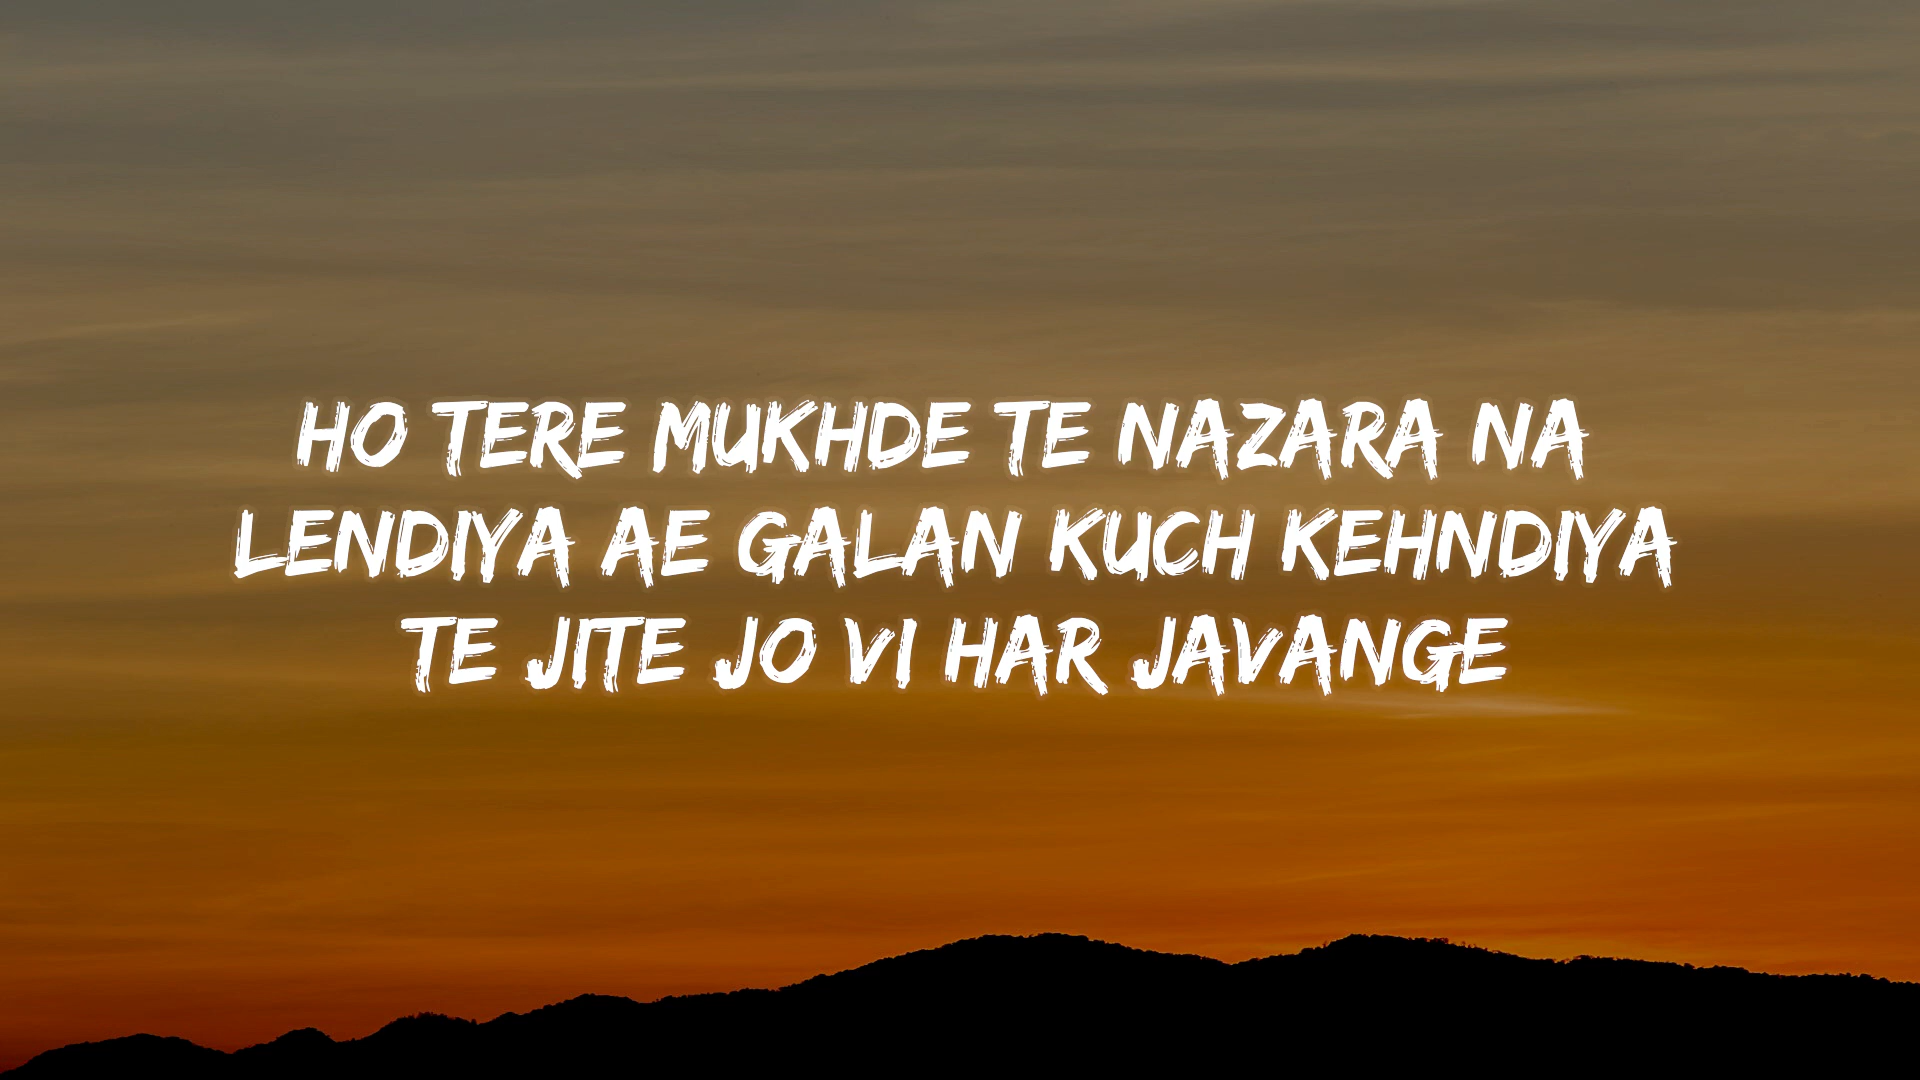 HO TERE MUKHDE TE NAZARA NA
LENDIYA AE GALAN KUCH KEHNDIYA
TE JITE JO VI HAR JAVANGE